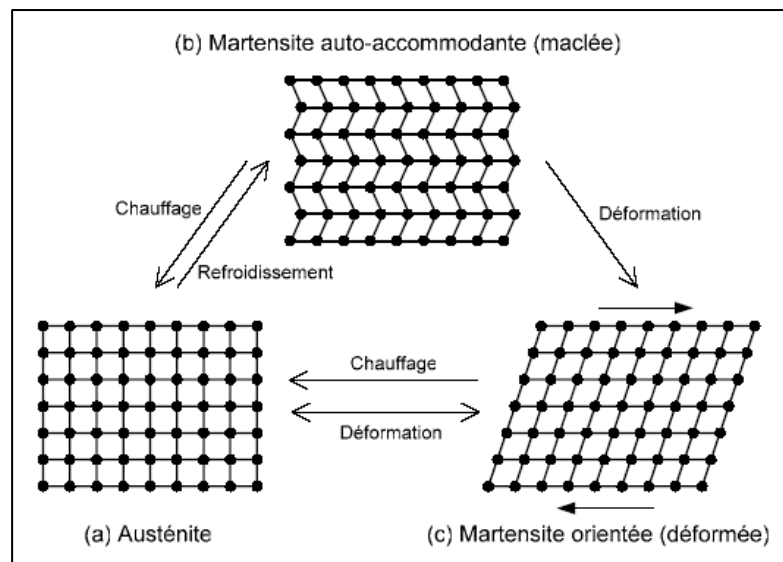 (b) Martensite auto-accommodante (maclée)
Chauffage
Déformation
Refroidissement
Chauffage
Déformation
(a) Austénite
(c) Martensite orientée (déformée)